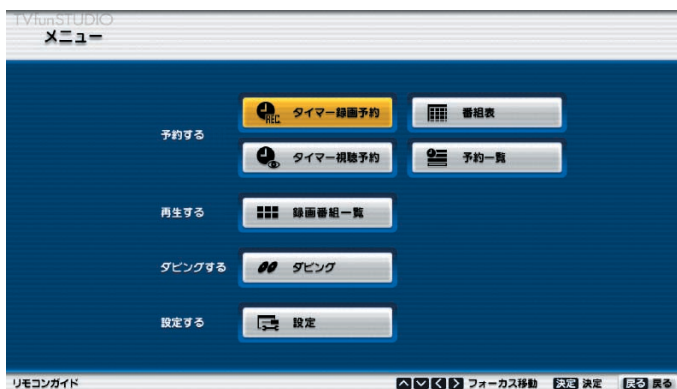 TVfunSTUDIO
メニュー
予約する
REC タイマー録画予約
番組表
タイマー視聴予約
予約一覧
再生する
録画番組一覧
ダビングする
ダビング
設定する
設定
リモコンガイド
フォーカス移動 決定 決定 戻る 戻る